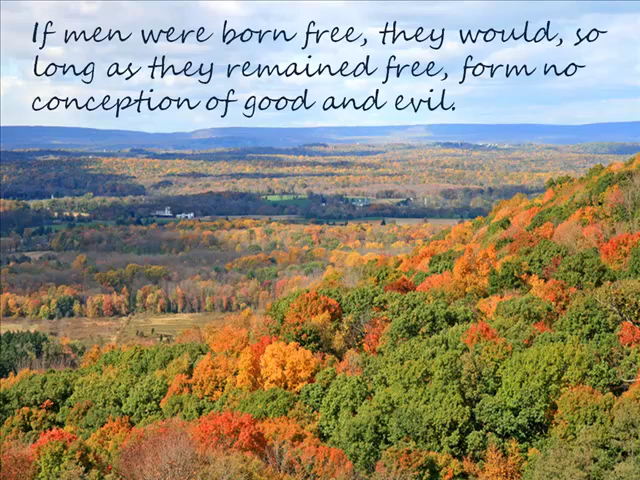 If men were born free, they would, so
long as they remained free, form no
conception of good and evil.